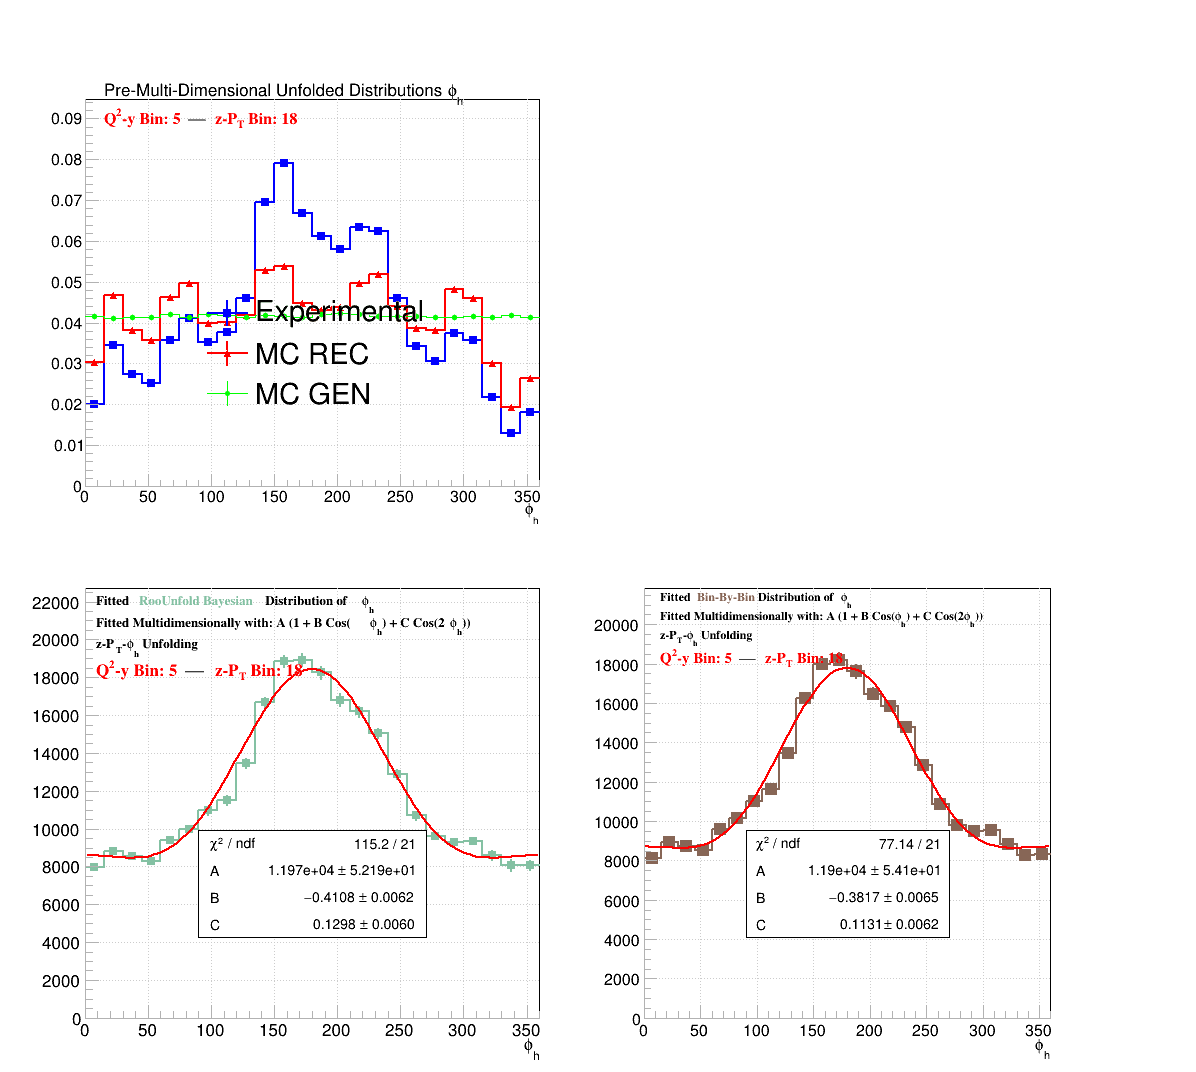 Pre-Multi-Dimensional Unfolded Distributions ϕh
Q2-y Bin: 5 — z-PT Bin: 18
0.09
0.08
0.07
0.06
0.05
0.04
0.03
0.02
0.01
0
Experimental
MC REC
MC GEN
0 50 100 150 200 250 300 350
ϕh
Fitted RooUnfold Bayesian Distribution of ϕh
Fitted Multidimensionally with: A (1 + B Cos( ϕh) + C Cos(2 ϕh))
z-PT-ϕh Unfolding
Q2-y Bin: 5 — z-PT Bin: 18
22000
20000
18000
16000
14000
12000
10000
8000
6000
4000
2000
0
χ2 / ndf 115.2 / 21
A 1.197e+04 ± 5.219e+01
B −0.4108 ± 0.0062
C 0.1298 ± 0.0060
0 50 100 150 200 250 300 350
ϕh
Fitted Bin-By-Bin Distribution of ϕh
Fitted Multidimensionally with: A (1 + B Cos(ϕh) + C Cos(2ϕh))
z-PT-ϕh Unfolding
Q2-y Bin: 5 — z-PT Bin: 18
20000
18000
16000
14000
12000
10000
8000
6000
4000
2000
0
χ2 / ndf 77.14 / 21
A 1.19e+04 ± 5.41e+01
B −0.3817 ± 0.0065
C 0.1131 ± 0.0062
0 50 100 150 200 250 300 350
ϕh